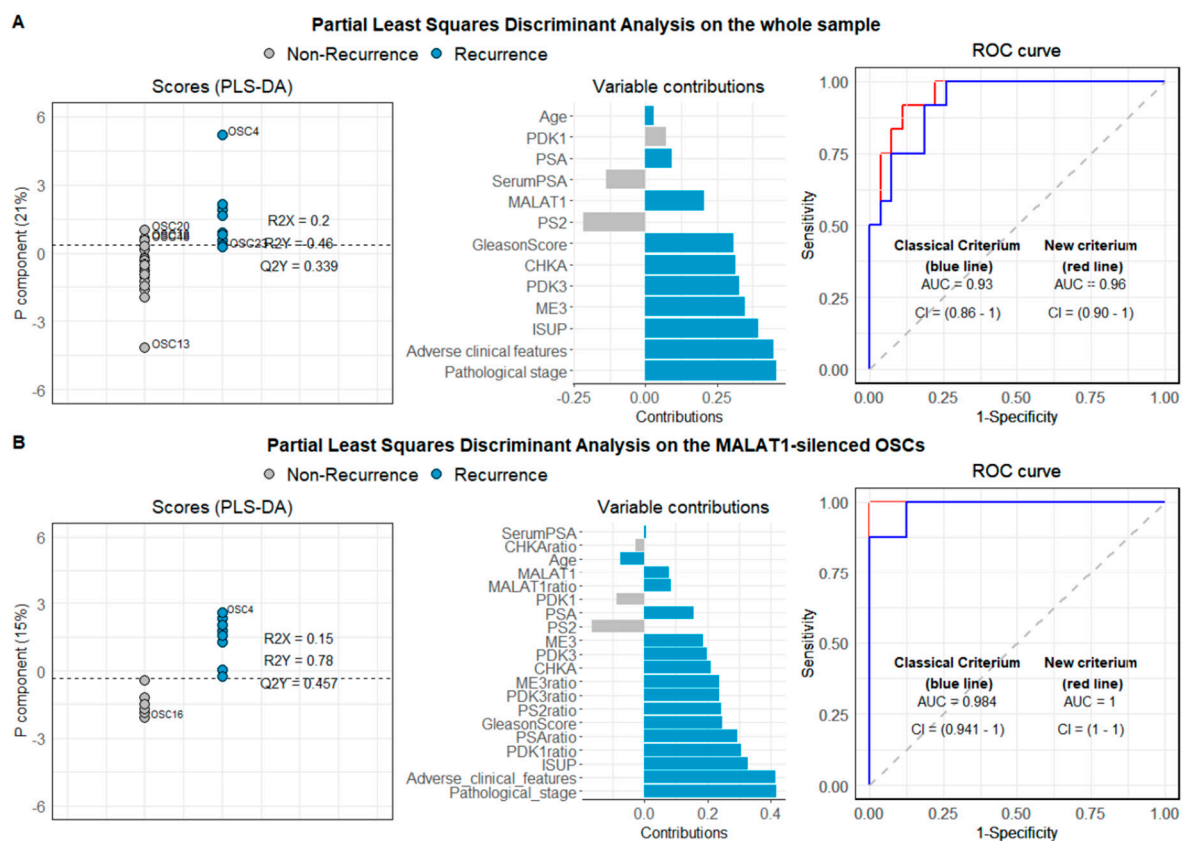 A
Partial Least Squares Discriminant Analysis on the whole sample
Non-Recurrence Recurrence
Scores (PLS-DA)
P component (21%)
6
3
0
-3
-6
OSC4
OSC20
OSC23
OSC13
R2X = 0.2
R2Y = 0.46
Q2Y = 0.339
Variable contributions
Age
PDK1
PSA
SerumPSA
MALAT1
PS2
GleasonScore
CHKA
PDK3
ME3
ISUP
Adverse clinical features
Pathological stage
-0.25 0.00 0.25
Contributions
ROC curve
Sensitivity
1.00
0.75
0.50
0.25
0.00
Classical Criterion
(blue line)
AUC = 0.93
CI = (0.86 - 1)
New criterium
(red line)
AUC = 0.96
CI = (0.90 - 1)
0.00 0.25 0.50 0.75 1.00
1-Specificity
B
Partial Least Squares Discriminant Analysis on the MALAT1-silenced OSCs
Non-Recurrence Recurrence
Scores (PLS-DA)
P component (15%)
6
3
0
-3
-6
OSC4
OSC16
R2X = 0.15
R2Y = 0.78
Q2Y = 0.457
Variable contributions
SerumPSA
CHKAratio
Age
MALAT1
MALAT1ratio
PDK1
PSA
PS2
ME3
PDK3
CHKA
ME3ratio
PDK3ratio
PS2ratio
GleasonScore
PSAratio
PDK1ratio
ISUP
Adverse_clinical_features
Pathological_stage
0.0 0.2 0.4
Contributions
ROC curve
Sensitivity
1.00
0.75
0.50
0.25
0.00
Classical Criterion
(blue line)
AUC = 0.984
CI = (0.941 - 1)
New criterium
(red line)
AUC = 1
CI = (1 - 1)
0.00 0.25 0.50 0.75 1.00
1-Specificity